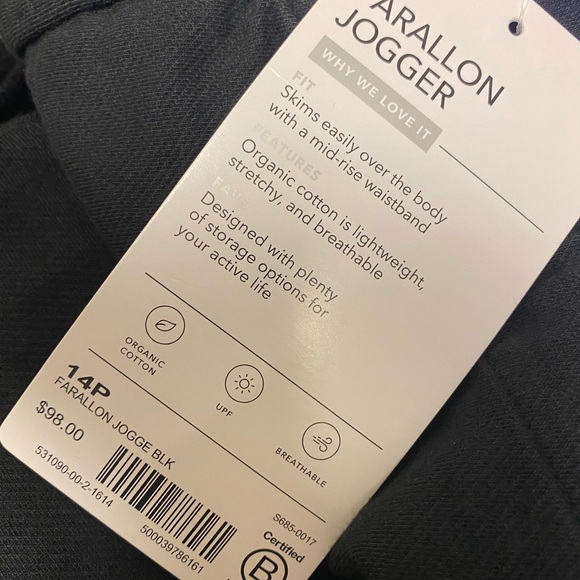 ARALLON
JOGGER
WHY WE LOVE IT
FIT
Skims easily over the body
with a mid-rise waistband
FEATURES
Organic cotton is lightweight,
stretchy, and breathable
Designed with plenty
of storage options for
your active life
ORGANIC
COTTON
UPF
BREATHABLE
14P
FARALLON JOGGE BLK
$98.00
531090-00-2-1614
500039786161
S685-0017
Certified
B